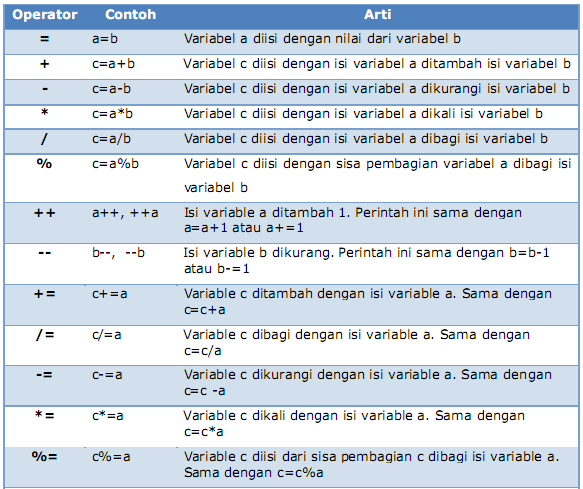 Operator Contoh Arti
= a=b Variabel a diisi dengan nilai dari variabel b
+ c=a+b Variabel c diisi dengan isi variabel a ditambah isi variabel b
- c=a-b Variabel c diisi dengan isi variabel a dikurangi isi variabel b
* c=a*b Variabel c diisi dengan isi variabel a dikali isi variabel b
/ c=a/b Variabel c diisi dengan isi variabel a dibagi isi variabel b
% c=a%b Variabel c diisi dengan sisa pembagian variabel a dibagi isi
variabel b
++ a++, ++a Isi variable a ditambah 1. Perintah ini sama dengan
a=a+1 atau a+=1
-- b--, --b Isi variable b dikurang. Perintah ini sama dengan b=b-1
atau b-=1
+= c+=a Variable c ditambah dengan isi variable a. Sama dengan
c=c+a
/= c/=a Variable c dibagi dengan isi variable a. Sama dengan
c=c/a
-= c-=a Variable c dikurangi dengan isi variable a. Sama dengan
c=c -a
*= c*=a Variable c dikali dengan isi variable a. Sama dengan
c=c*a
%= c%=a Variable c diisi dari sisa pembagian c dibagi isi variable a.
Sama dengan c=c%a